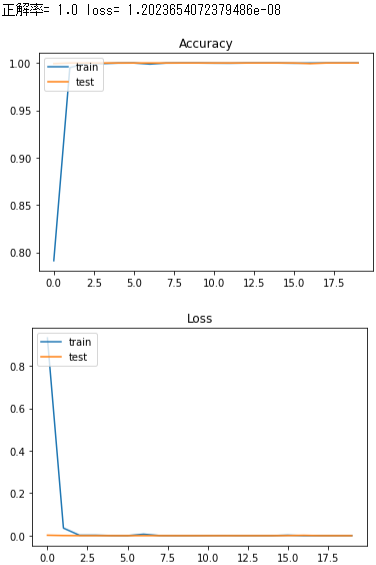 正解率= 1.0 loss= 1.2023654072379486e-08
Accuracy
1.00
0.95
0.90
0.85
0.80
train
test
0.0 2.5 5.0 7.5 10.0 12.5 15.0 17.5
Loss
0.8
0.6
0.4
0.2
0.0
train
test
0.0 2.5 5.0 7.5 10.0 12.5 15.0 17.5